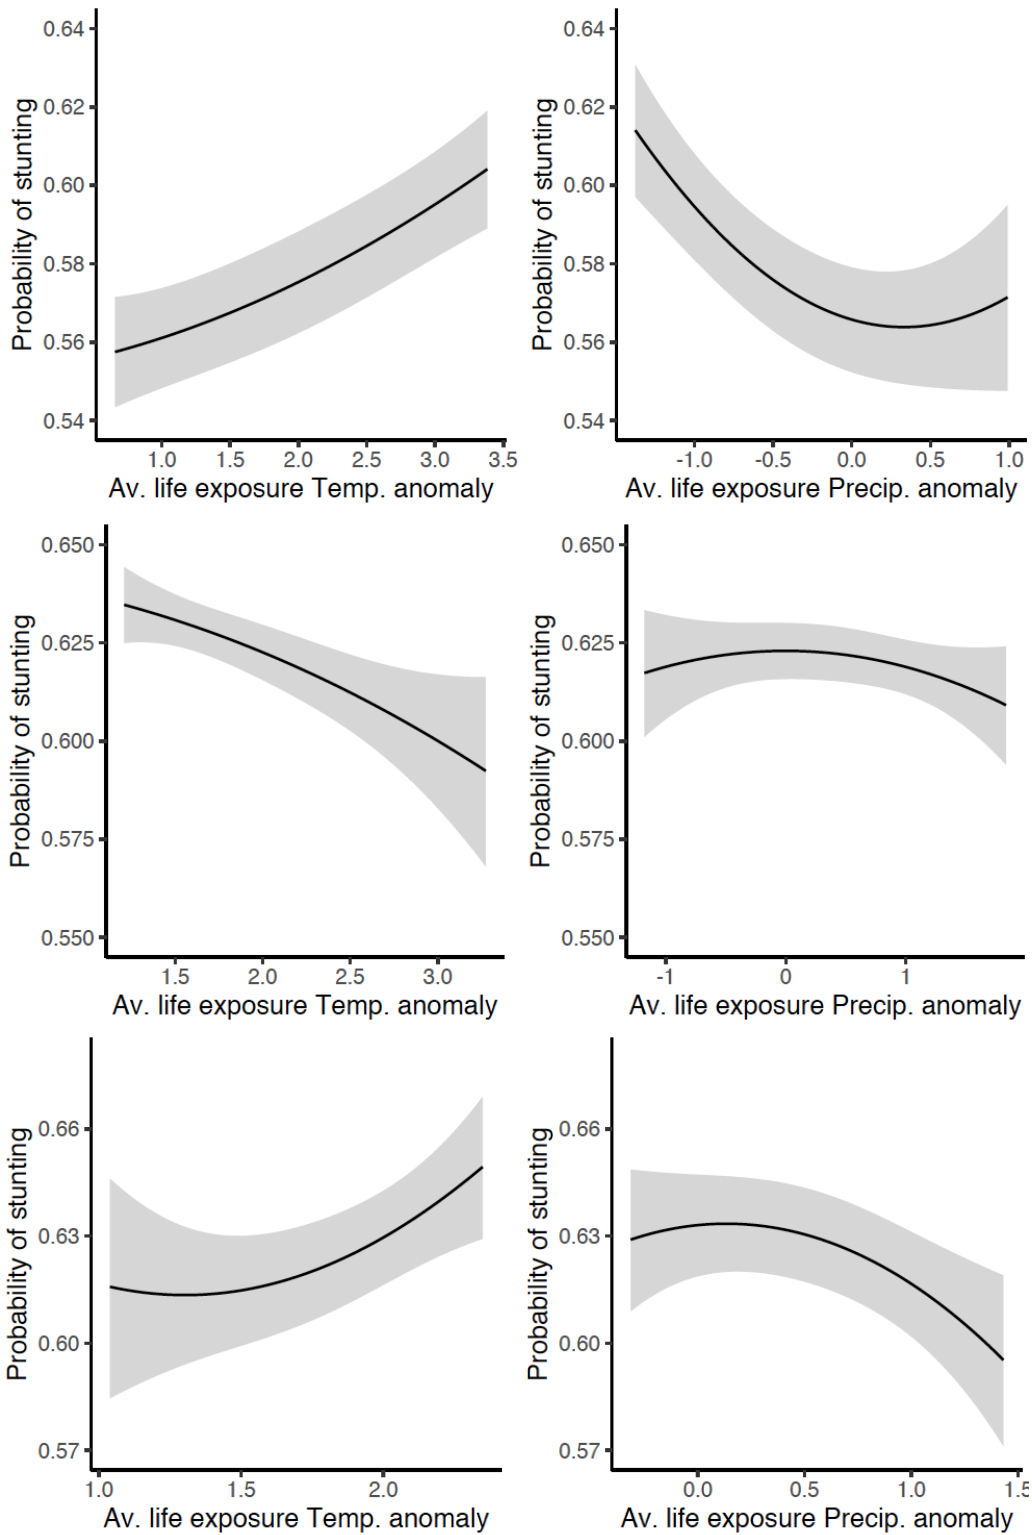 0.64
0.62
0.60
0.58
0.56
0.54
Probability of stunting
1.0 1.5 2.0 2.5 3.0 3.5
Av. life exposure Temp. anomaly
0.64
0.62
0.60
0.58
0.56
0.54
Probability of stunting
-1.0 -0.5 0.0 0.5 1.0
Av. life exposure Precip. anomaly
0.650
0.625
0.600
0.575
0.550
Probability of stunting
1.5 2.0 2.5 3.0
Av. life exposure Temp. anomaly
0.650
0.625
0.600
0.575
0.550
Probability of stunting
-1 0 1
Av. life exposure Precip. anomaly
0.66
0.63
0.60
0.57
Probability of stunting
1.0 1.5 2.0
Av. life exposure Temp. anomaly
0.66
0.63
0.60
0.57
Probability of stunting
0.0 0.5 1.0 1.5
Av. life exposure Precip. anomaly